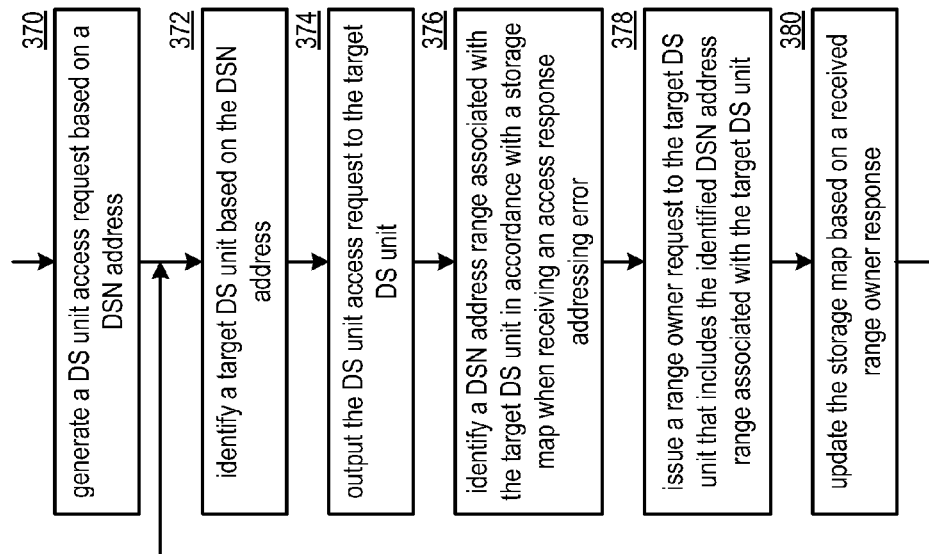 370
generate a DS unit access request based on a
DSN address
372
identify a target DS unit based on the DSN
address
374
output the DS unit access request to the target
DS unit
376
identify a DSN address range associated with
the target DS unit in accordance with a storage
map when receiving an access response
addressing error
378
issue a range owner request to the target DS
unit that includes the identified DSN address
range associated with the target DS unit
380
update the storage map based on a received
range owner response